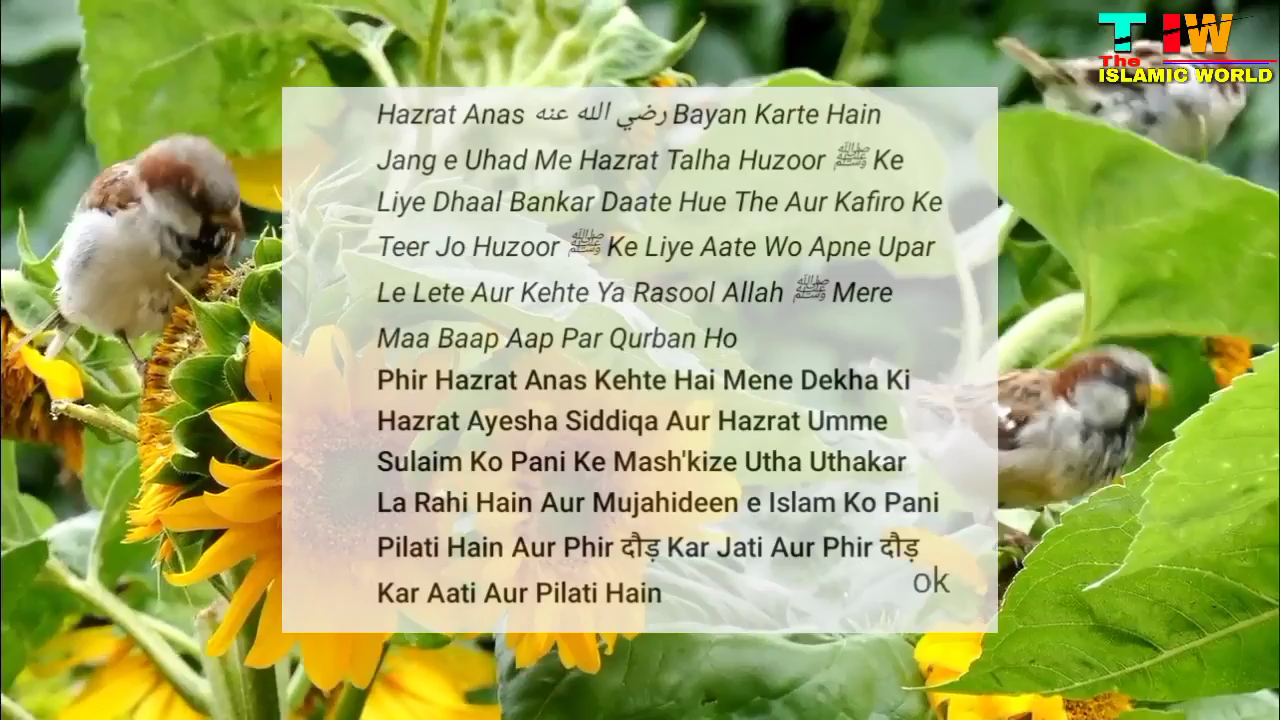 TIW
The
ISLAMIC WORLD
Hazrat Anas رضي الله عنه Bayan Karte Hain
Jang e Uhad Me Hazrat Talha Huzoor ﷺ Ke
Liye Dhaal Bankar Daate Hue The Aur Kafiro Ke
Teer Jo Huzoor ﷺ Ke Liye Aate Wo Apne Upar
Le Lete Aur Kehte Ya Rasool Allah ﷺ Mere
Maa Baap Aap Par Qurban Ho
Phir Hazrat Anas Kehte Hai Mene Dekha Ki
Hazrat Ayesha Siddiqa Aur Hazrat Umme
Sulaim Ko Pani Ke Mash'kize Utha Uthakar
La Rahi Hain Aur Mujahideen e Islam Ko Pani
Pilati Hain Aur Phir दौड़ Kar Jati Aur Phir दौड़
Kar Aati Aur Pilati Hain
ok